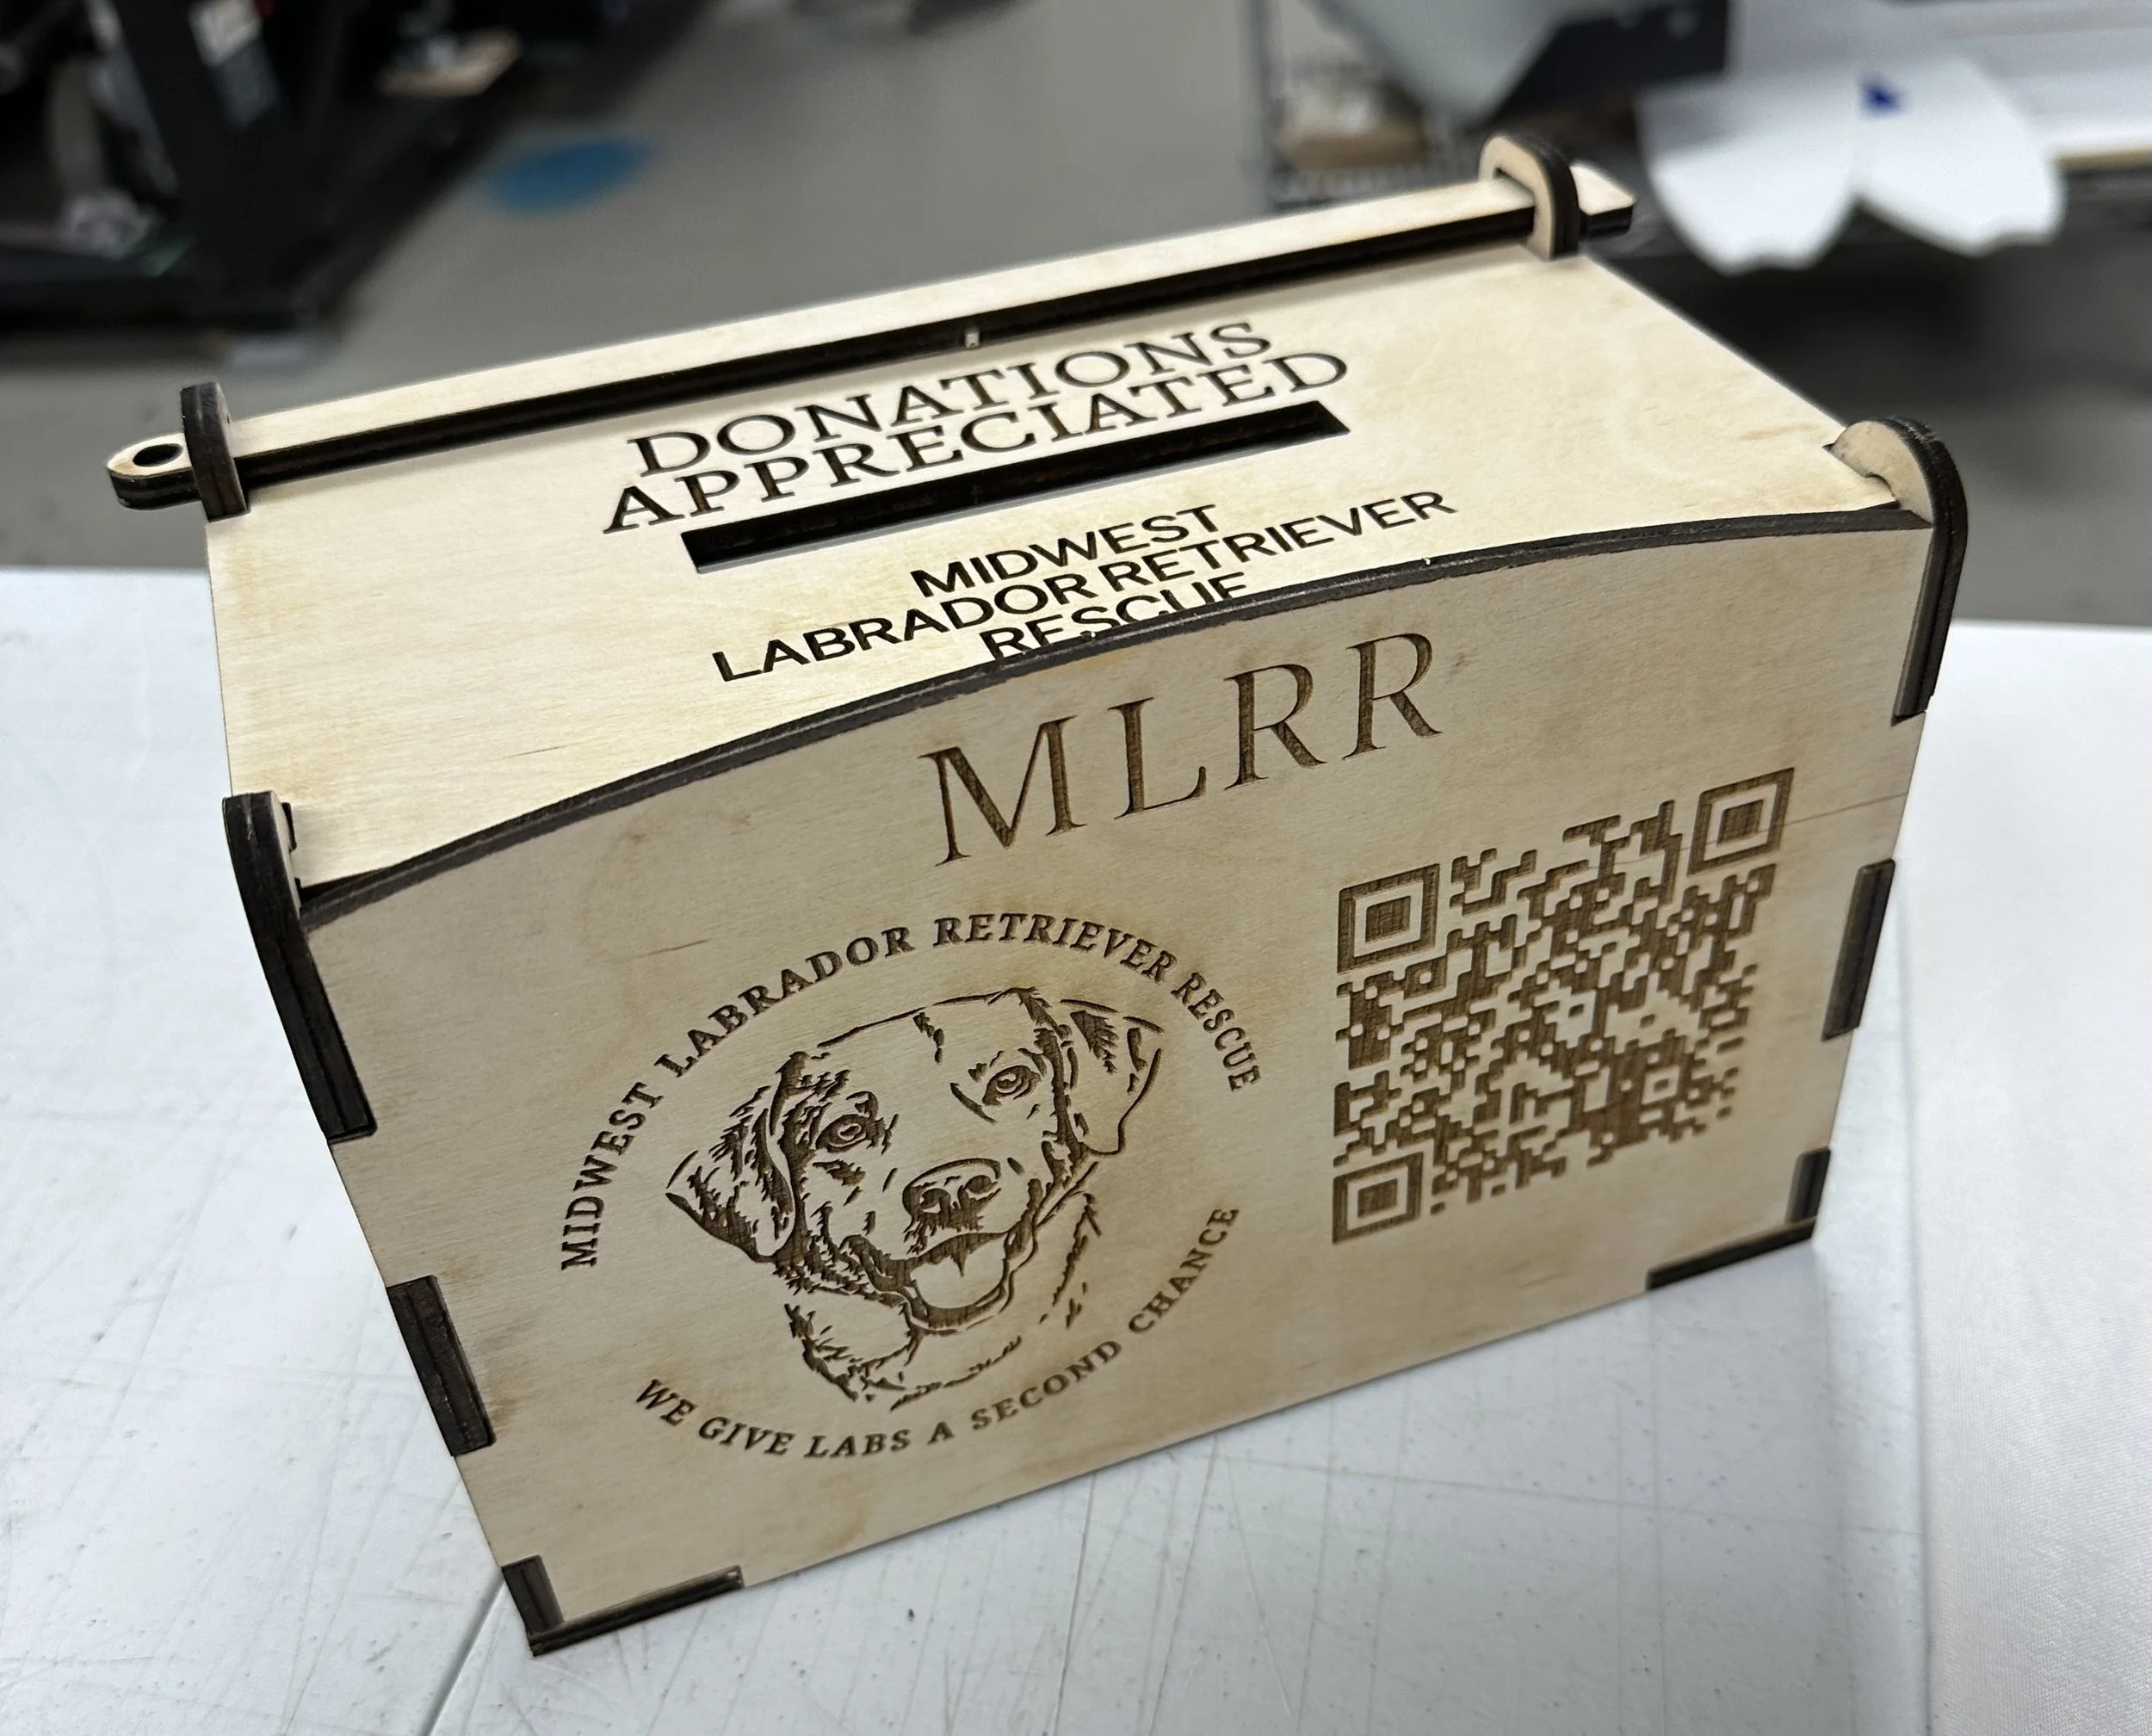 DONATIONS
APPRECIATED
MIDWEST
LABRADOR RETRIEVER
RESCUE
MLRR
MIDWEST LABRADOR RETRIEVER RESCUE
WE GIVE LABS A SECOND CHANCE